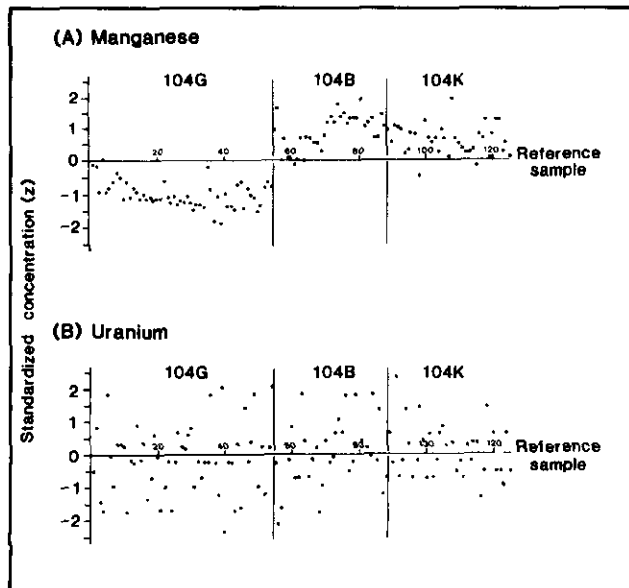 (A) Manganese
104G 104B 104K
2
1
0
-1
-2
20 40 60 80 100 120
Reference
sample
Standardized concentration (z)
(B) Uranium
104G 104B 104K
2
1
0
-1
-2
20 40 60 80 100 120
Reference
sample